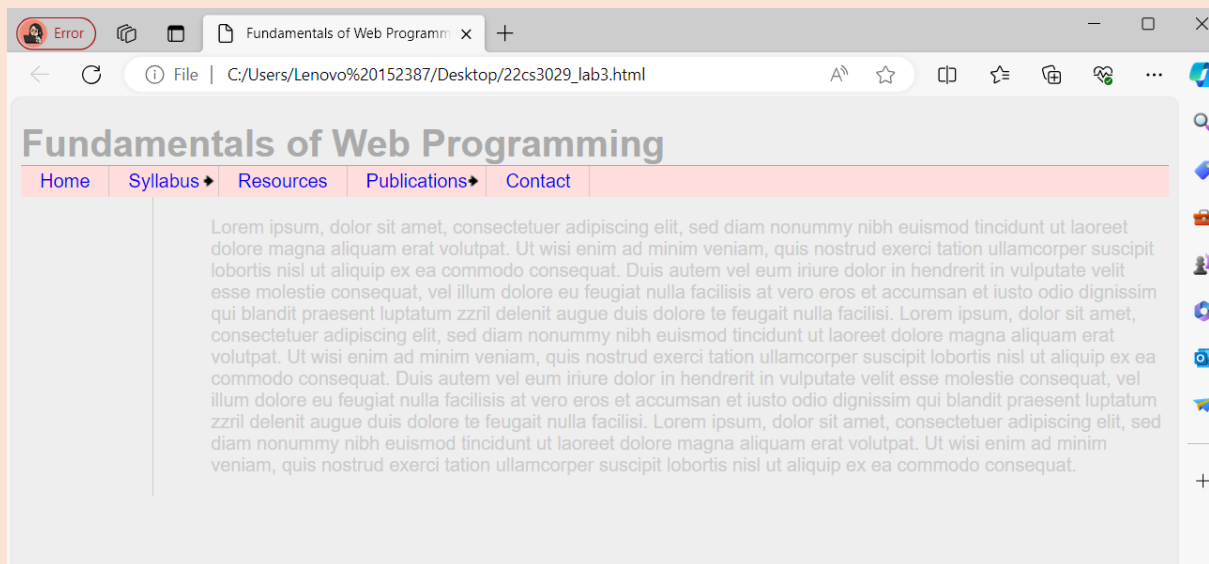 Error
Fundamentals of Web Programm
File | C:/Users/Lenovo%20152387/Desktop/22cs3029_lab3.html
Fundamentals of Web Programming
Home Syllabus Resources Publications Contact
Lorem ipsum, dolor sit amet, consectetuer adipiscing elit, sed diam nonummy nibh euismod tincidunt ut laoreet
dolore magna aliquam erat volutpat. Ut wisi enim ad minim veniam, quis nostrud exerci tation ullamcorper suscipit
lobortis nisl ut aliquip ex ea commodo consequat. Duis autem vel eum iriure dolor in hendrerit in vulputate velit
esse molestie consequat, vel illum dolore eu feugiat nulla facilisis at vero eros et accumsan et iusto odio dignissim
qui blandit praesent luptatum zzril delenit augue duis dolore te feugait nulla facilisi. Lorem ipsum, dolor sit amet,
consectetuer adipiscing elit, sed diam nonummy nibh euismod tincidunt ut laoreet dolore magna aliquam erat
volutpat. Ut wisi enim ad minim veniam, quis nostrud exerci tation ullamcorper suscipit lobortis nisl ut aliquip ex ea
commodo consequat. Duis autem vel eum iriure dolor in hendrerit in vulputate velit esse molestie consequat, vel
illum dolore eu feugiat nulla facilisis at vero eros et accumsan et iusto odio dignissim qui blandit praesent luptatum
zzril delenit augue duis dolore te feugait nulla facilisi. Lorem ipsum, dolor sit amet, consectetuer adipiscing elit, sed
diam nonummy nibh euismod tincidunt ut laoreet dolore magna aliquam erat volutpat. Ut wisi enim ad minim
veniam, quis nostrud exerci tation ullamcorper suscipit lobortis nisl ut aliquip ex ea commodo consequat.